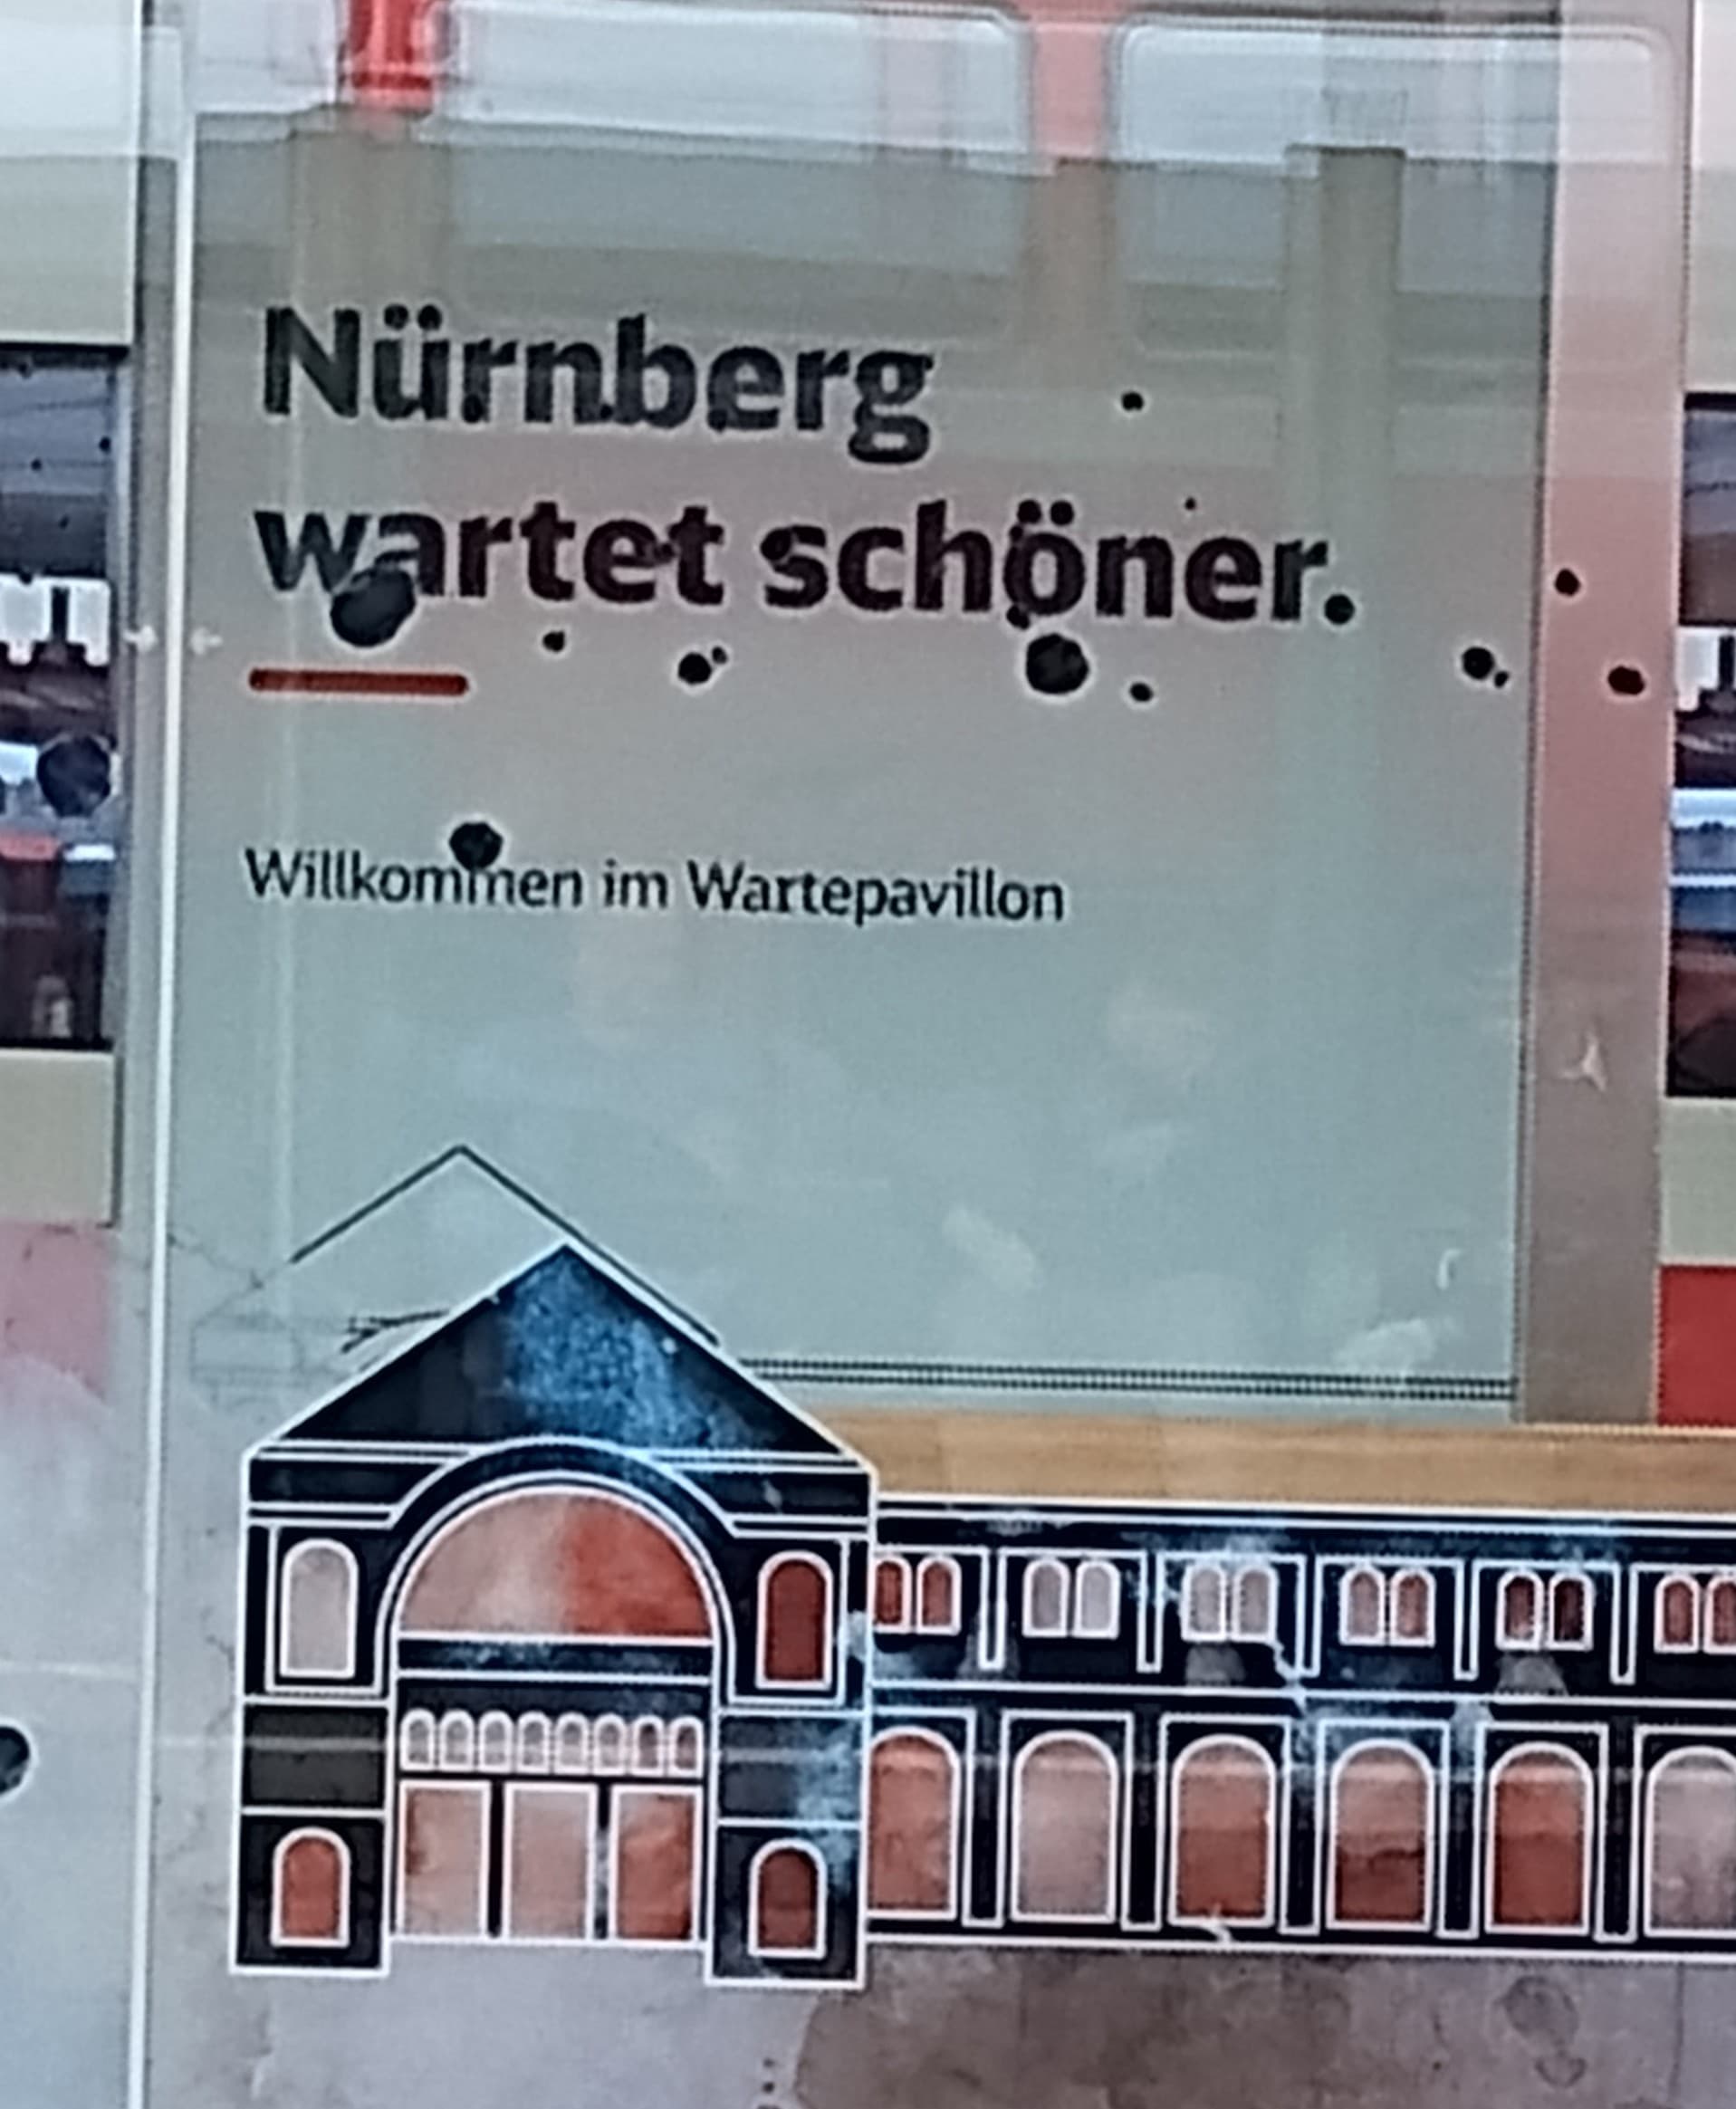 Nürnberg
wartet schöner.
Willkommen im Wartepavillon